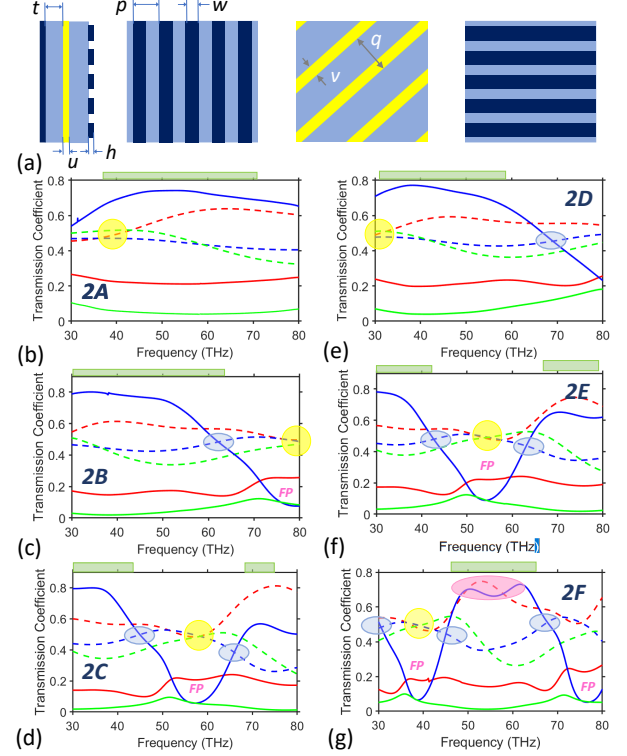 t p w q v
u h
(a)
Transmission Coefficient
0.8
0.6
0.4
0.2
0
2A
30 40 50 60 70 80
Frequency (THz)
(b)
Transmission Coefficient
0.8
0.6
0.4
0.2
0
2D
30 40 50 60 70 80
Frequency (THz)
(e)
Transmission Coefficient
0.8
0.6
0.4
0.2
0
2B
FP
30 40 50 60 70 80
Frequency (THz)
(c)
Transmission Coefficient
0.8
0.6
0.4
0.2
0
2E
FP
30 40 50 60 70 80
Frequency (THz)
(f)
Transmission Coefficient
0.8
0.6
0.4
0.2
0
2C
FP
30 40 50 60 70 80
Frequency (THz)
(d)
Transmission Coefficient
0.8
0.6
0.4
0.2
0
2F
FP FP
30 40 50 60 70 80
Frequency (THz)
(g)